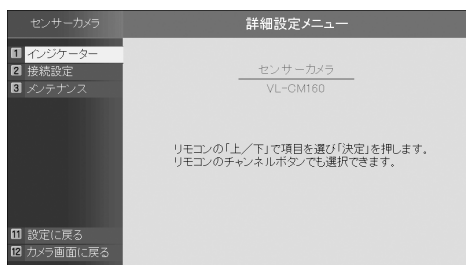 センサーカメラ
詳細設定メニュー
1 インジケーター
2 接続設定
3 メンテナンス
センサーカメラ
VL-CM160
リモコンの「上／下」で項目を選び「決定」を押します。
リモコンのチャンネルボタンでも選択できます。
11 設定に戻る
12 カメラ画面に戻る